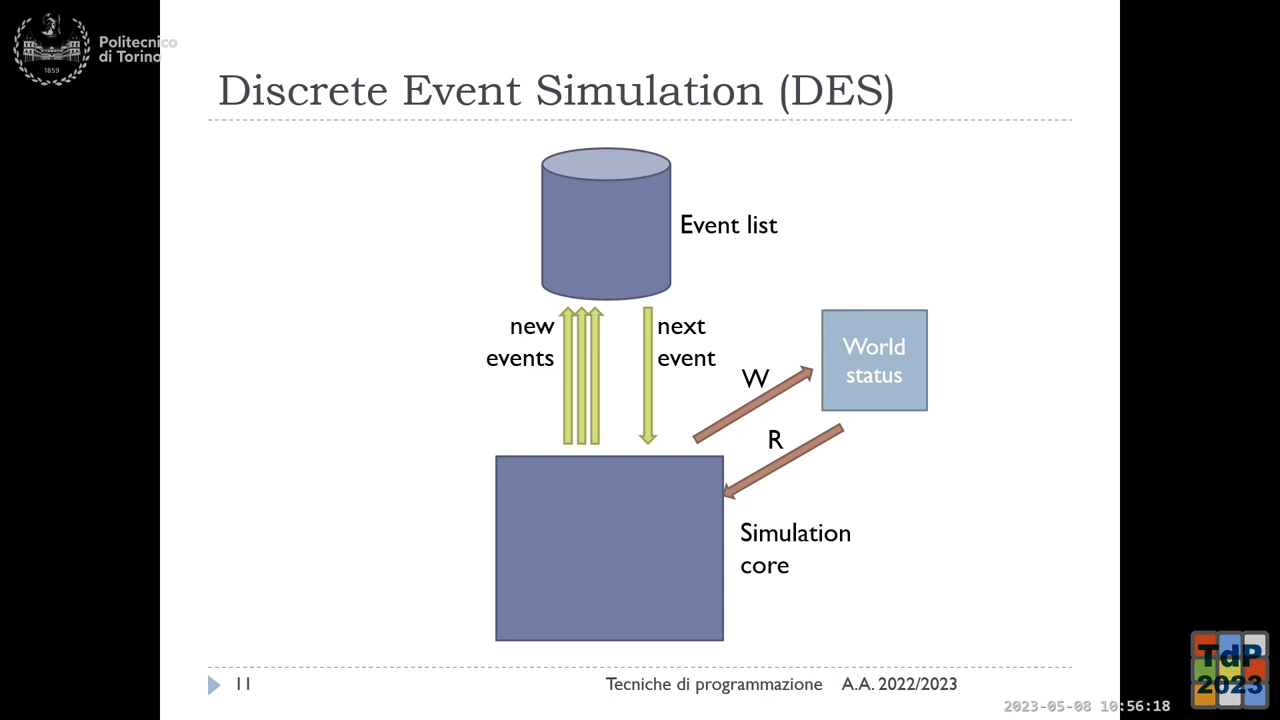 Politecnico
di Torino
1859
Discrete Event Simulation (DES)
Event list
new
events
next
event
World
status
W
R
Simulation
core
11
Tecniche di programmazione A.A. 2022/2023
TdP
2023
2023-05-08 10:56:18